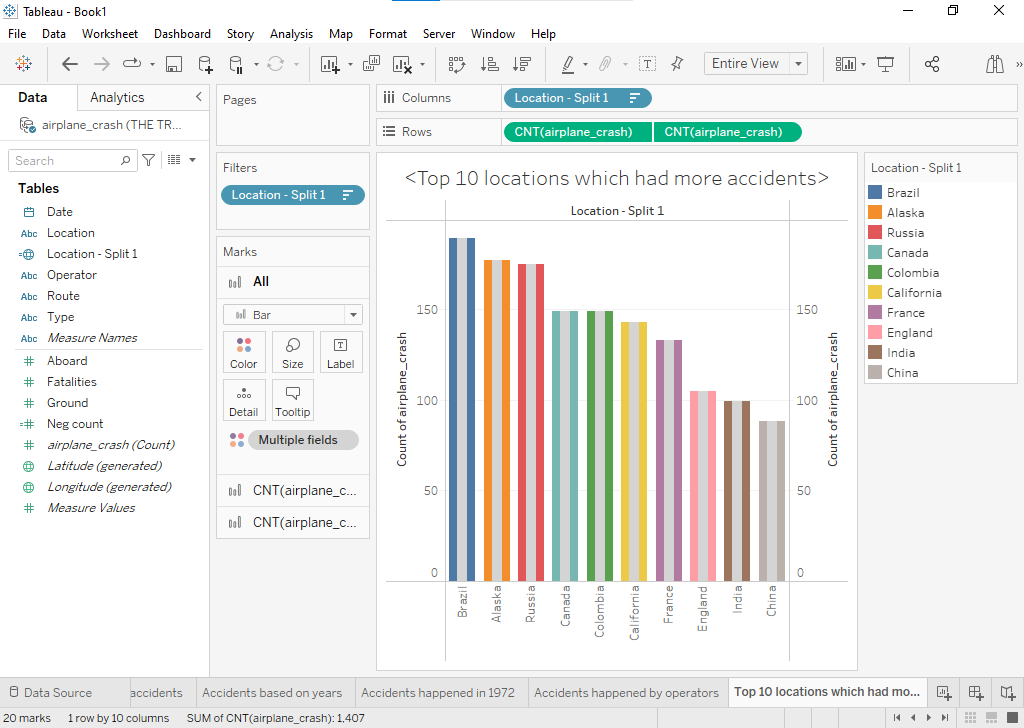 Tableau - Book1
File Data Worksheet Dashboard Story Analysis Map Format Server Window Help
Entire View
Data Analytics
airplane_crash (THE TR...
Search
Tables
Date
Abc Location
Location - Split 1
Abc Operator
Abc Route
Abc Type
Abc Measure Names
Aboard
Fatalities
Ground
Neg count
airplane_crash (Count)
Latitude (generated)
Longitude (generated)
Measure Values
Pages
Filters
Location - Split 1
Marks
All
Bar
Color Size Label
Detail Tooltip
Multiple fields
CNT(airplane_c...
CNT(airplane_c...
Columns Location - Split 1
Rows CNT(airplane_crash) CNT(airplane_crash)
<Top 10 locations which had more accidents>
Location - Split 1
Count of airplane_crash
150
100
50
0
Brazil
Alaska
Russia
Canada
Colombia
California
France
England
India
China
150
100
50
0
Count of airplane_crash
Location - Split 1
Brazil
Alaska
Russia
Canada
Colombia
California
France
England
India
China
Data Source accidents Accidents based on years Accidents happened in 1972 Accidents happened by operators Top 10 locations which had mo...
20 marks 1 row by 10 columns SUM of CNT(airplane_crash): 1,407